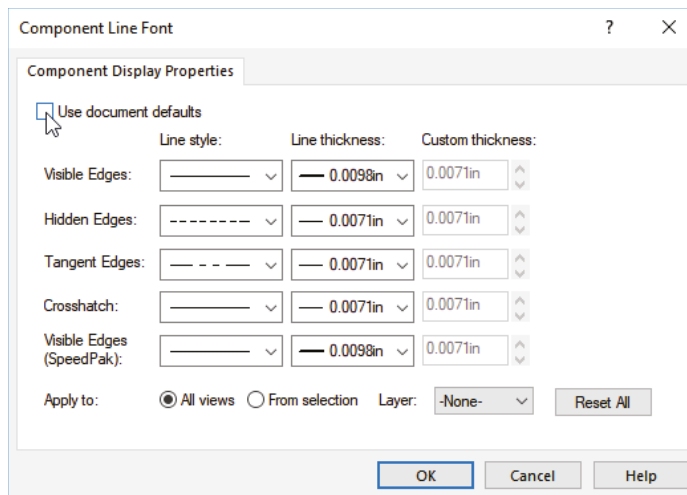 Component Line Font ?
Component Display Properties
Use document defaults
Line style: Line thickness: Custom thickness:
Visible Edges: 0.0098in 0.0071in
Hidden Edges: 0.0071in 0.0071in
Tangent Edges: 0.0071in 0.0071in
Crosshatch: 0.0071in 0.0071in
Visible Edges
(SpeedPak): 0.0098in 0.0071in
Apply to: All views From selection Layer: -None- Reset All
OK Cancel Help